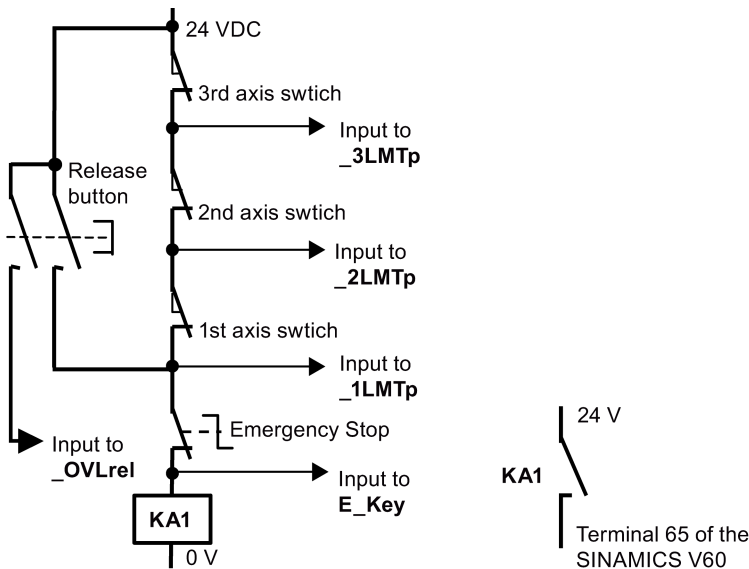 24 VDC
3rd axis swtich
Input to
_3LMTp
Release
button
2nd axis swtich
Input to
_2LMTp
1st axis swtich
Input to
_1LMTp
Emergency Stop
Input to
_OVLrel
Input to
E_Key
KA1
0 V
24 V
KA1
Terminal 65 of the
SINAMICS V60